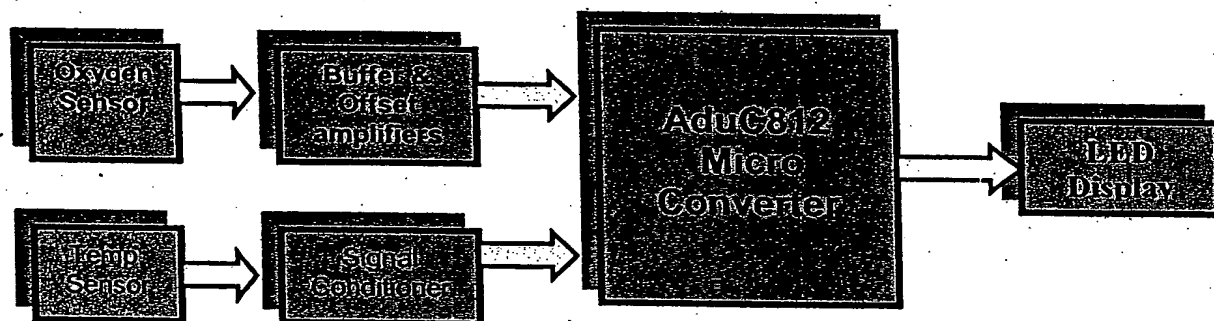 Oxygen
Sensor
Buffer &
Offset
amplifiers
AduC812
Micro
Converter
LED
Display
Temp
Sensor
Signal
Conditioner